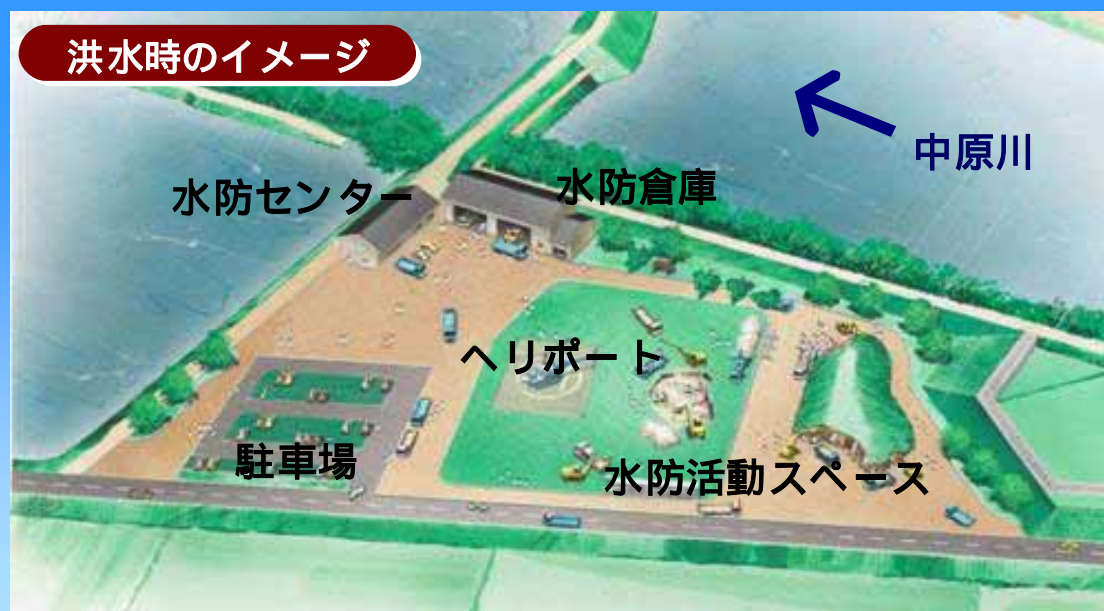 洪水時のイメージ
中原川
水防センター
水防倉庫
ヘリポート
駐車場
水防活動スペース